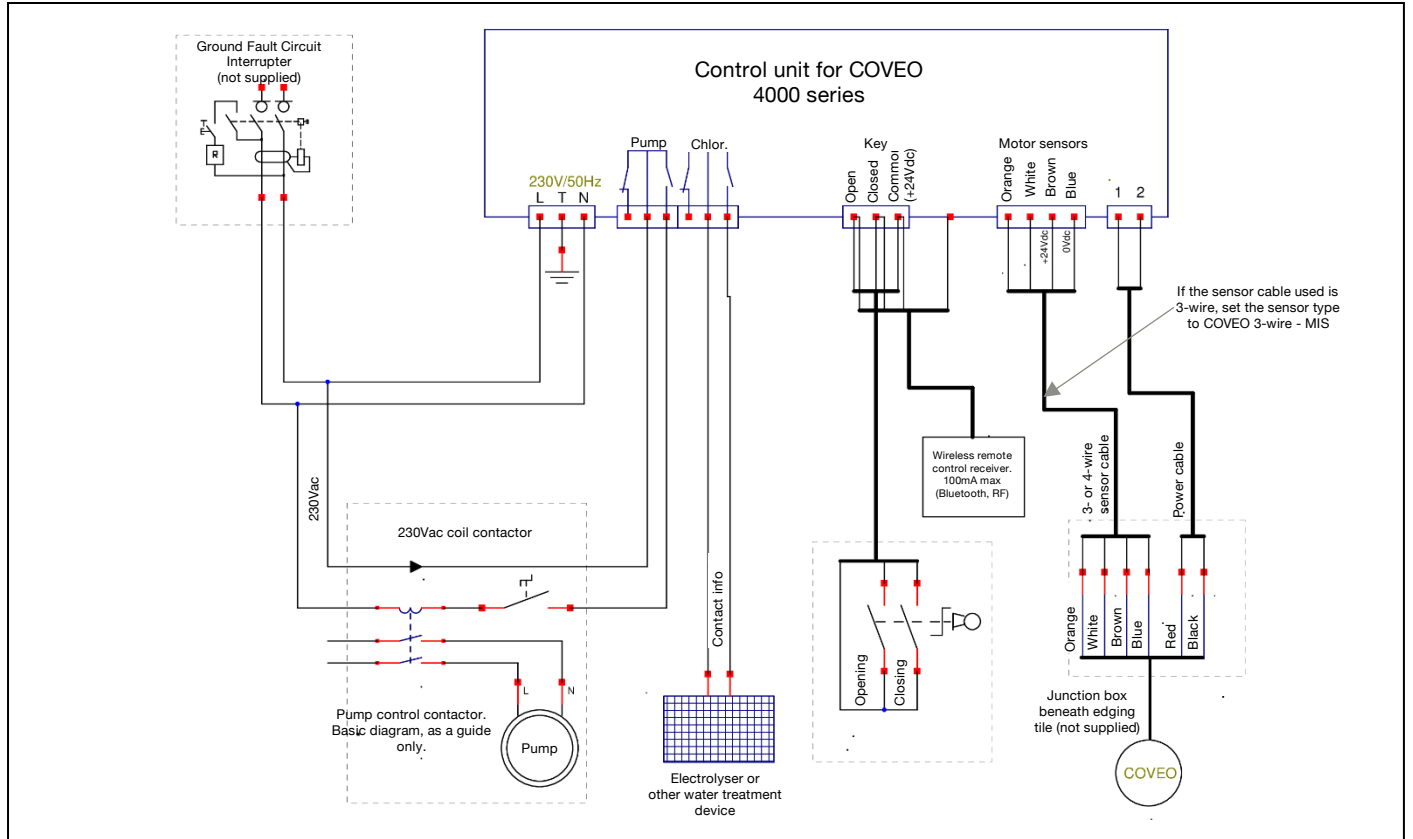 Ground Fault Circuit
Interrupter
(not supplied)
R
Control unit for COVEO
4000 series
Pump
Chlor.
Key
Motor sensors
230V/50Hz
L T N
Open
Closed
Commol
(+24Vdc)
Orange
White
Brown
Blue
+24Vdc
0Vdc
1 2
If the sensor cable used is
3-wire, set the sensor type
to COVEO 3-wire - MIS
230Vac
230Vac coil contactor
L
N
Pump control contactor.
Basic diagram, as a guide
only.
Pump
Contact info
Electrolyser or
other water treatment
device
Wireless remote
control receiver.
100mA max
(Bluetooth, RF)
Opening
Closing
3- or 4-wire
sensor cable
Power cable
Orange
White
Brown
Blue
Red
Black
Junction box
beneath edging
tile (not supplied)
COVEO